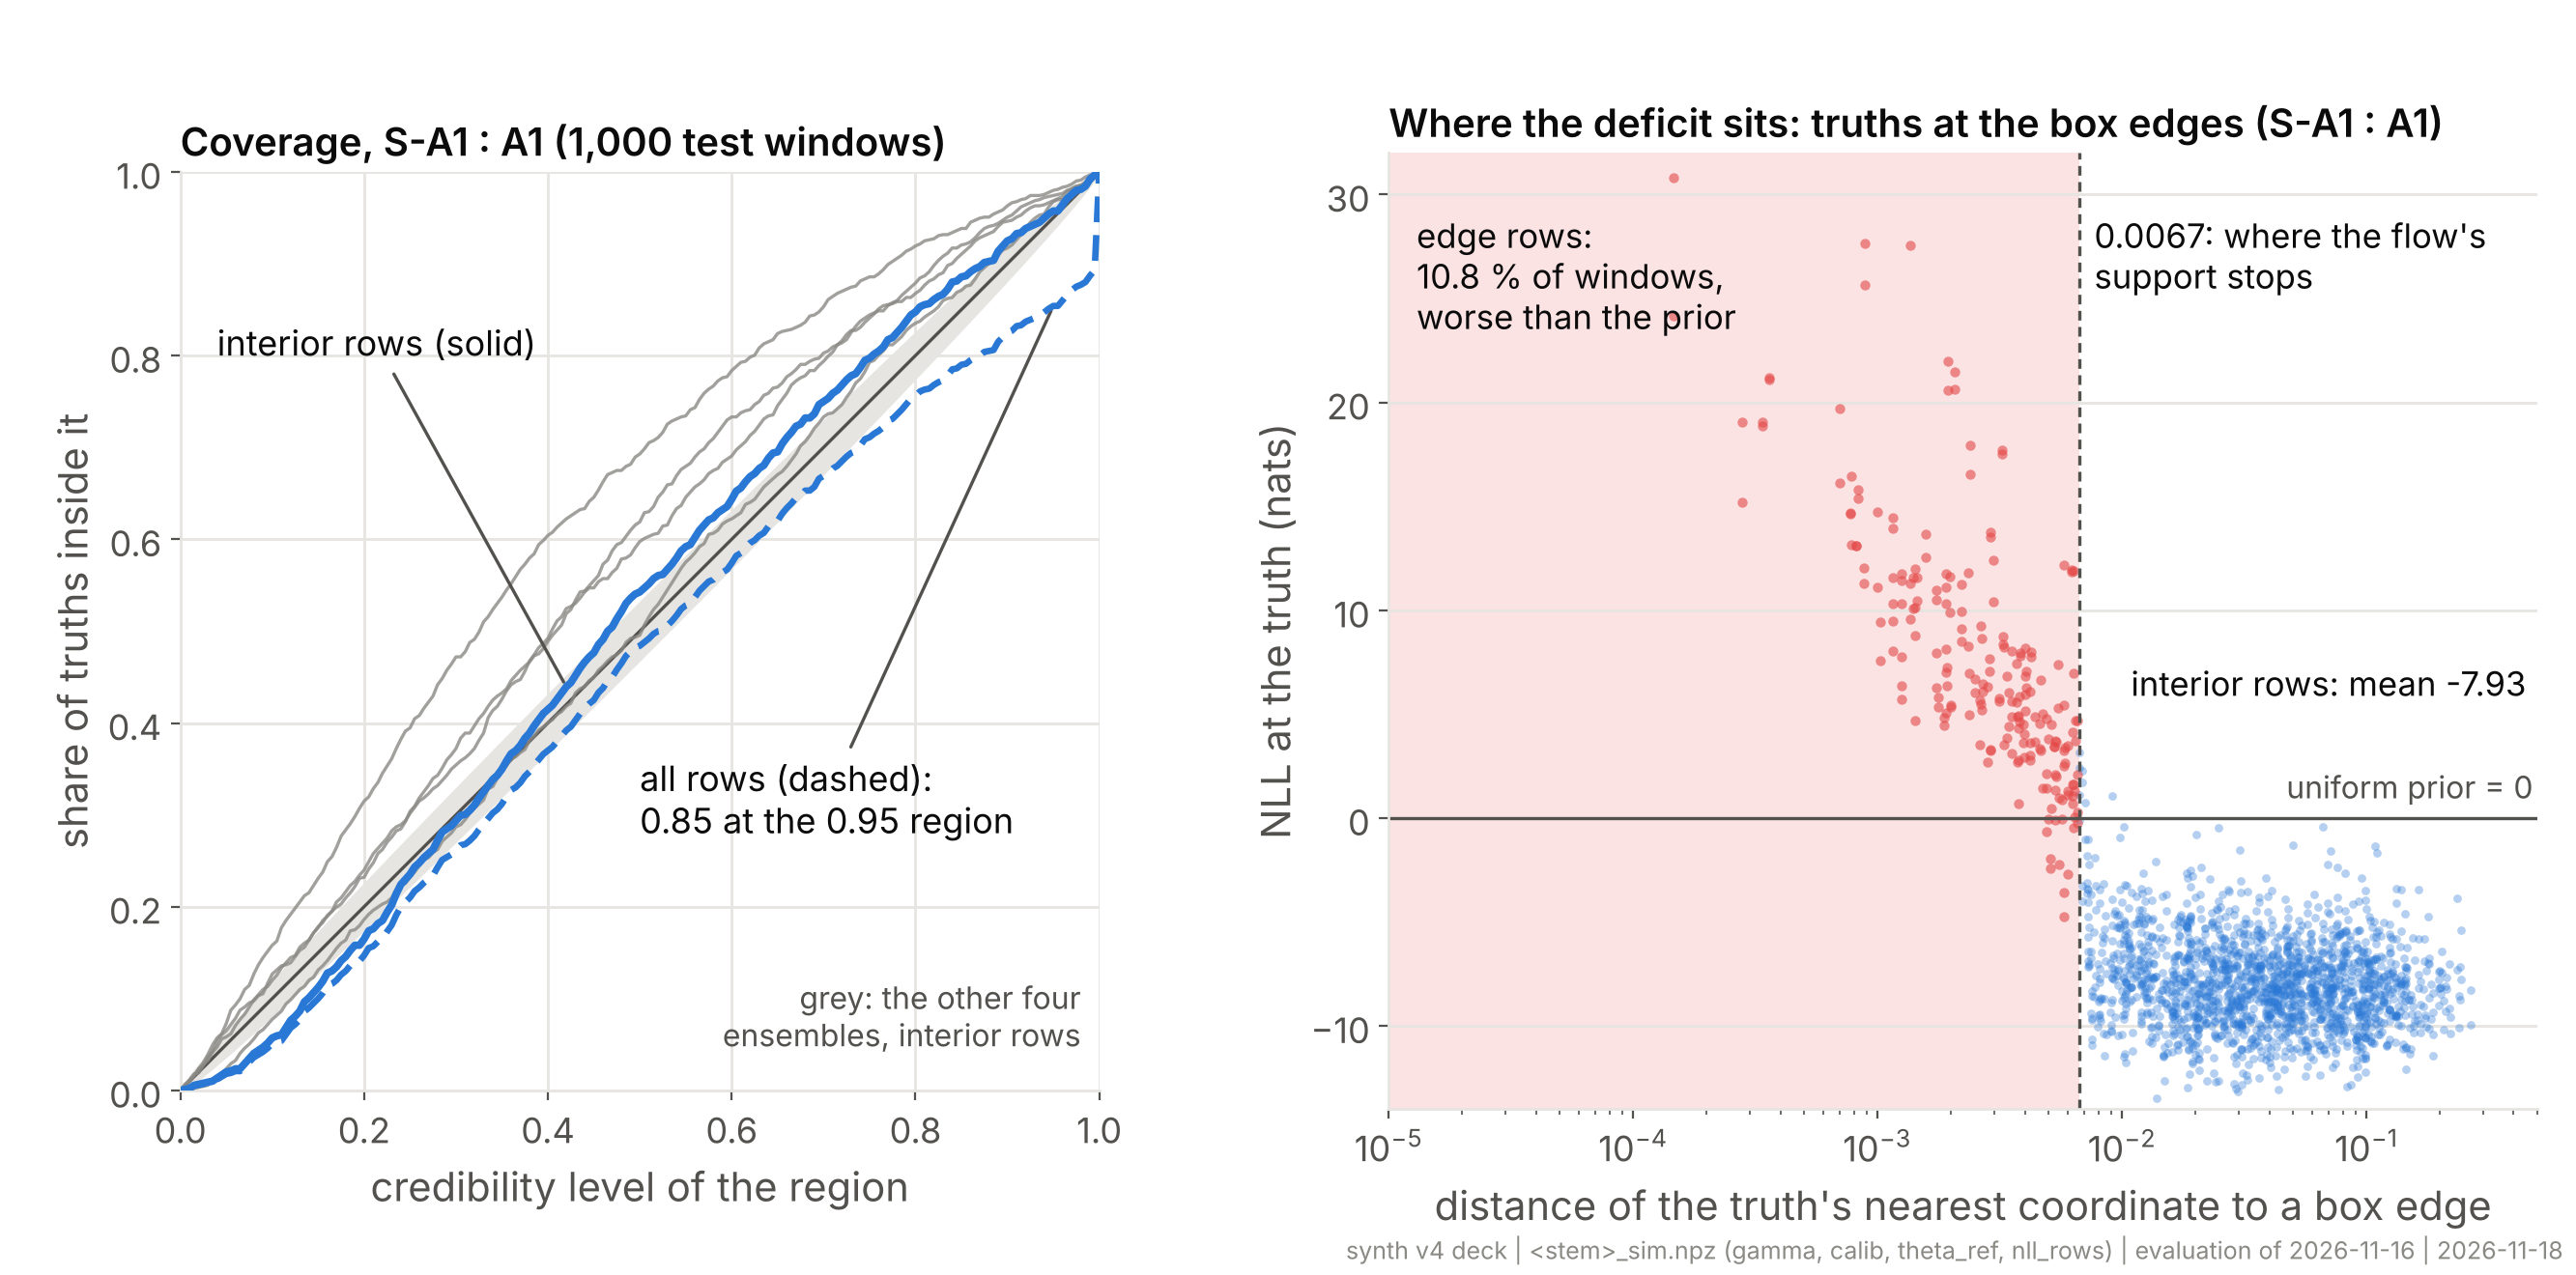 Coverage, S-A1 : A1 (1,000 test windows)
share of truths inside it
1.0
0.8
0.6
0.4
0.2
0.0
interior rows (solid)
all rows (dashed):
0.85 at the 0.95 region
grey: the other four
ensembles, interior rows
0.0 0.2 0.4 0.6 0.8 1.0
credibility level of the region
Where the deficit sits: truths at the box edges (S-A1 : A1)
NLL at the truth (nats)
30
20
10
0
−10
edge rows:
10.8 % of windows,
worse than the prior
0.0067: where the flow's
support stops
interior rows: mean -7.93
uniform prior = 0
10⁻⁵ 10⁻⁴ 10⁻³ 10⁻² 10⁻¹
distance of the truth's nearest coordinate to a box edge
synth v4 deck | <stem>_sim.npz (gamma, calib, theta_ref, nll_rows) | evaluation of 2026-11-16 | 2026-11-18